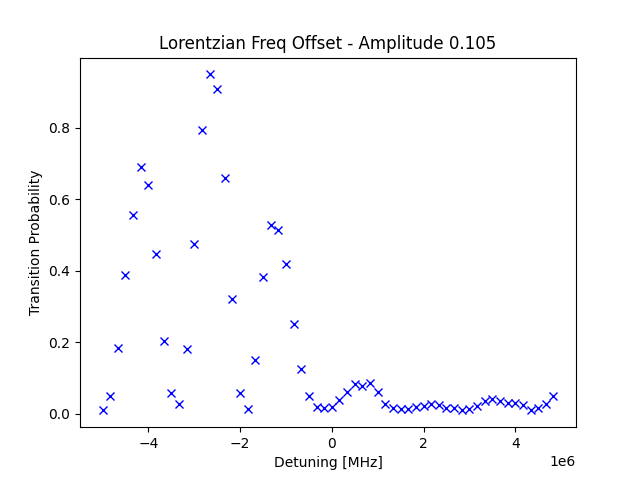 Lorentzian Freq Offset - Amplitude 0.105
Transition Probability
0.8
0.6
0.4
0.2
0.0
−4
−2
0
2
4
1e6
Detuning [MHz]